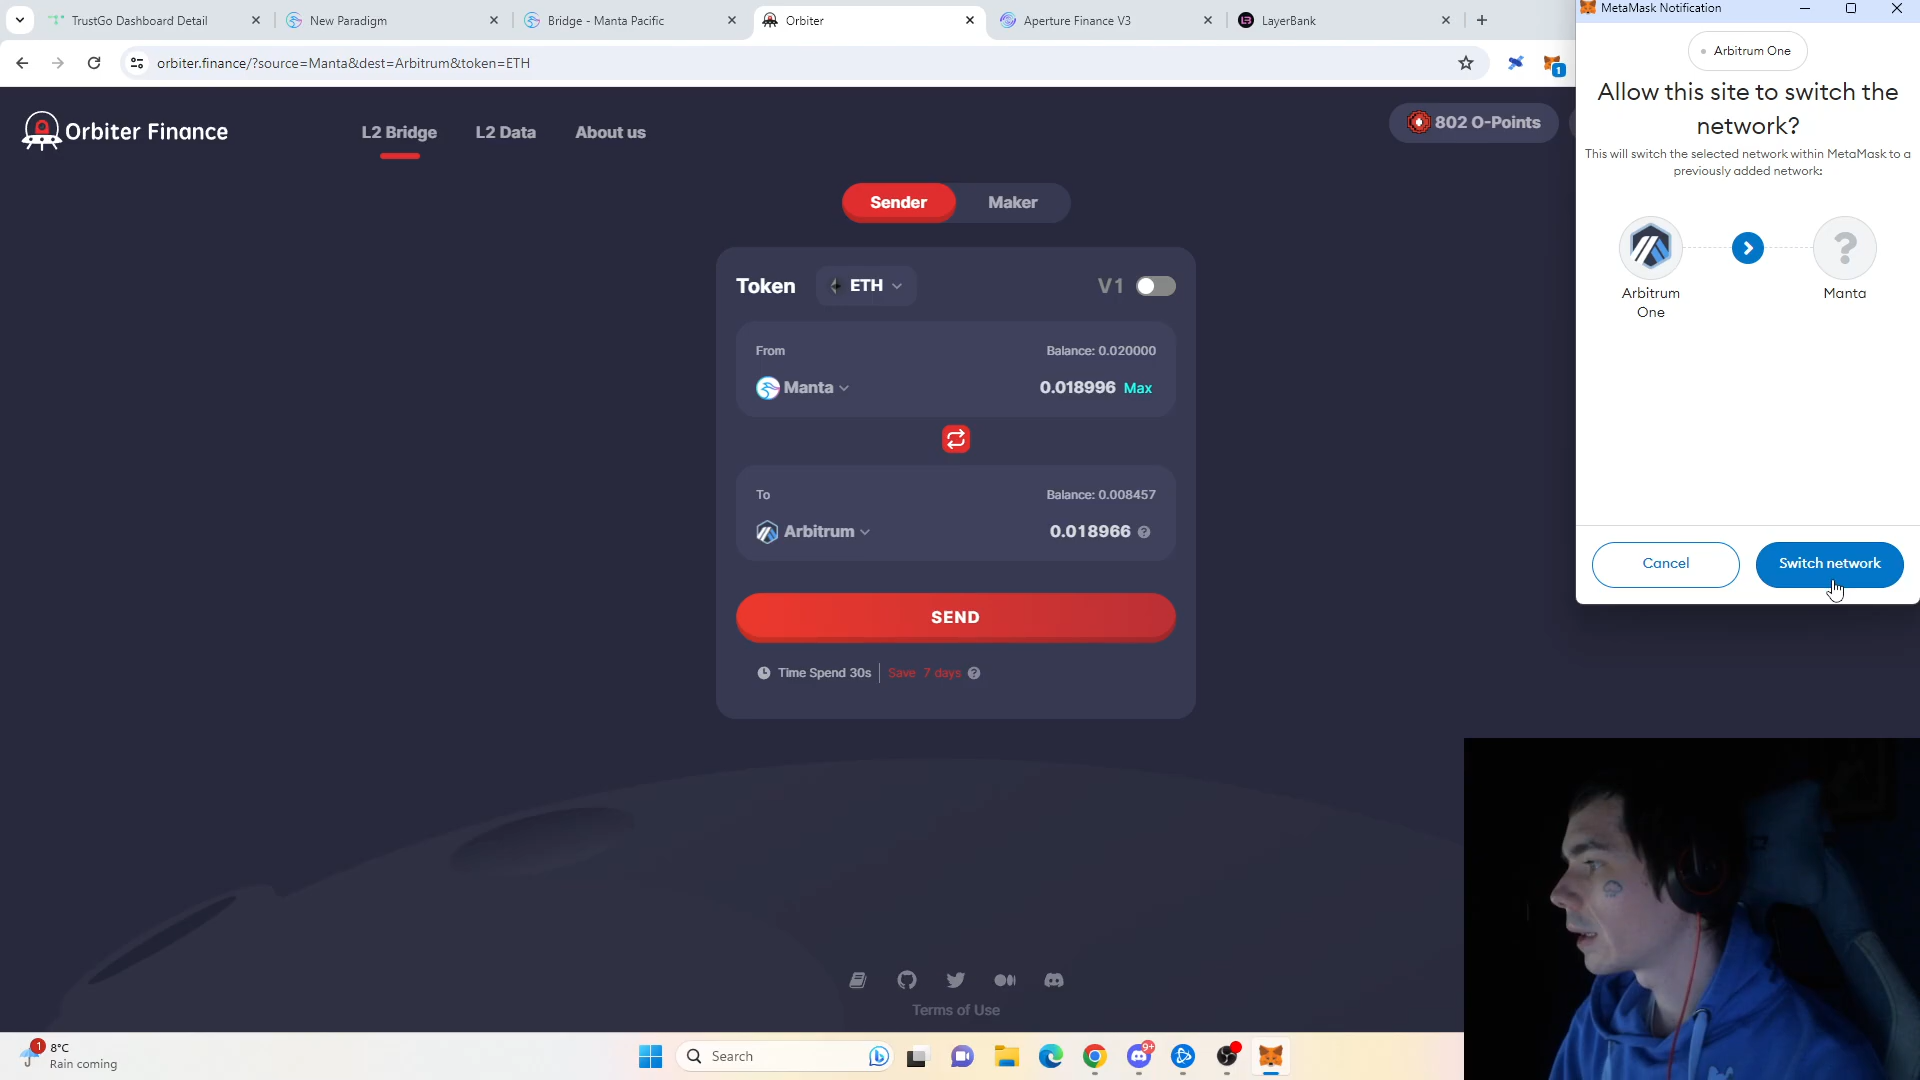 TrustGo Dashboard Detail
New Paradigm
Bridge - Manta Pacific
Orbiter
Aperture Finance V3
LayerBank
MetaMask Notification
orbiter.finance/?source=Manta&dest=Arbitrum&token=ETH
1
Arbitrum One
Allow this site to switch the
network?
This will switch the selected network within MetaMask to a
previously added network:
Arbitrum
One
?
Manta
Cancel
Switch network
Orbiter Finance
L2 Bridge
L2 Data
About us
802 O-Points
Sender
Maker
Token
ETH
V1
From
Balance: 0.020000
Manta
0.018996 Max
To
Balance: 0.008457
Arbitrum
0.018966 ?
SEND
Time Spend 30s
Save 7 days ?
Terms of Use
1
8°C
Rain coming
Search
9+